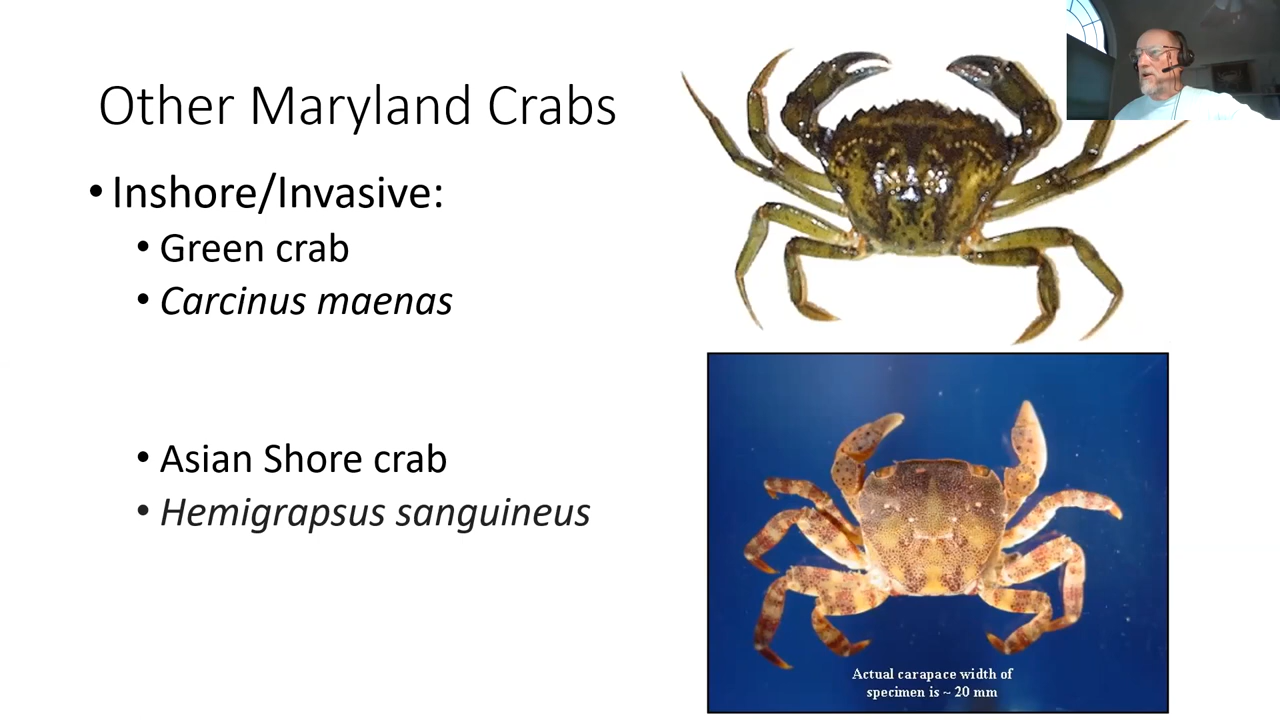 Other Maryland Crabs
• Inshore/Invasive:
• Green crab
• Carcinus maenas
• Asian Shore crab
• Hemigrapsus sanguineus
Actual carapace width of
specimen is ~ 20 mm